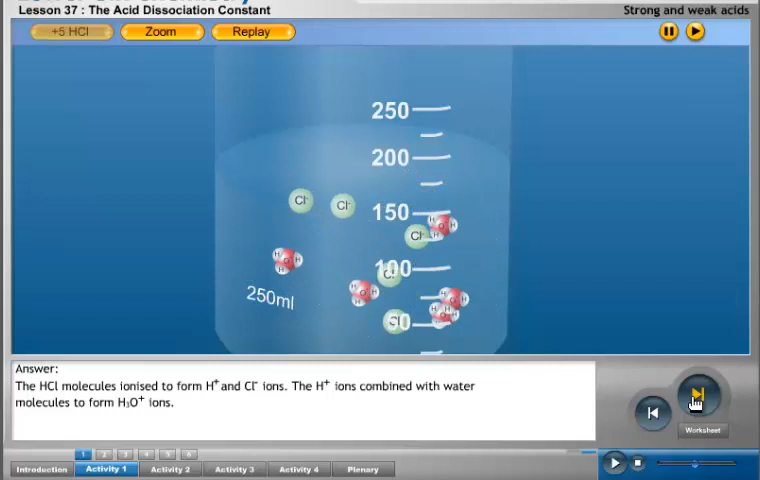 Lesson 37 : The Acid Dissociation Constant
Strong and weak acids
+5 HCl
Zoom
Replay
250
200
150
100
50
250ml
Cl⁻
Cl⁻
Cl⁻
Cl⁻
Cl
H O H H
H O H H
H O H H
H O H H
H O H H
Answer:
The HCl molecules ionised to form H⁺ and Cl⁻ ions. The H⁺ ions combined with water
molecules to form H₃O⁺ ions.
Worksheet
1 2 3 4 5 6
Introduction Activity 1 Activity 2 Activity 3 Activity 4 Plenary